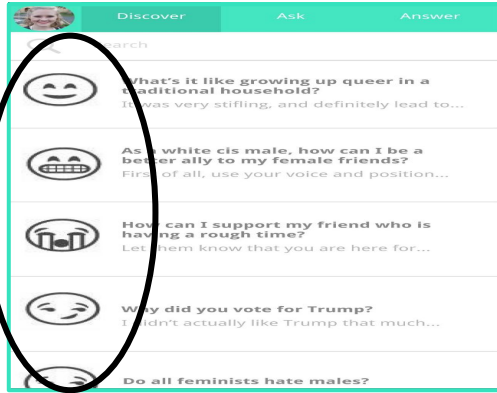 Discover Ask Answer
Search
What's it like growing up queer in a
traditional household?
It was very stifling, and definitely lead to...
As a white cis male, how can I be a
better ally to my female friends?
First of all, use your voice and position...
How can I support my friend who is
having a rough time?
Let them know that you are here for...
Why did you vote for Trump?
I didn't actually like Trump that much...
Do all feminists hate males?